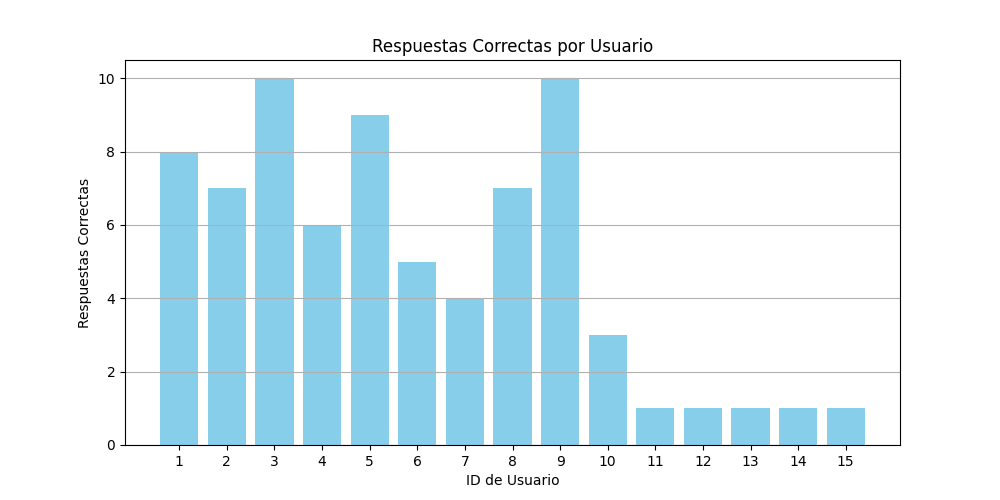 Respuestas Correctas por Usuario
Respuestas Correctas
10
8
6
4
2
0
1 2 3 4 5 6 7 8 9 10 11 12 13 14 15
ID de Usuario